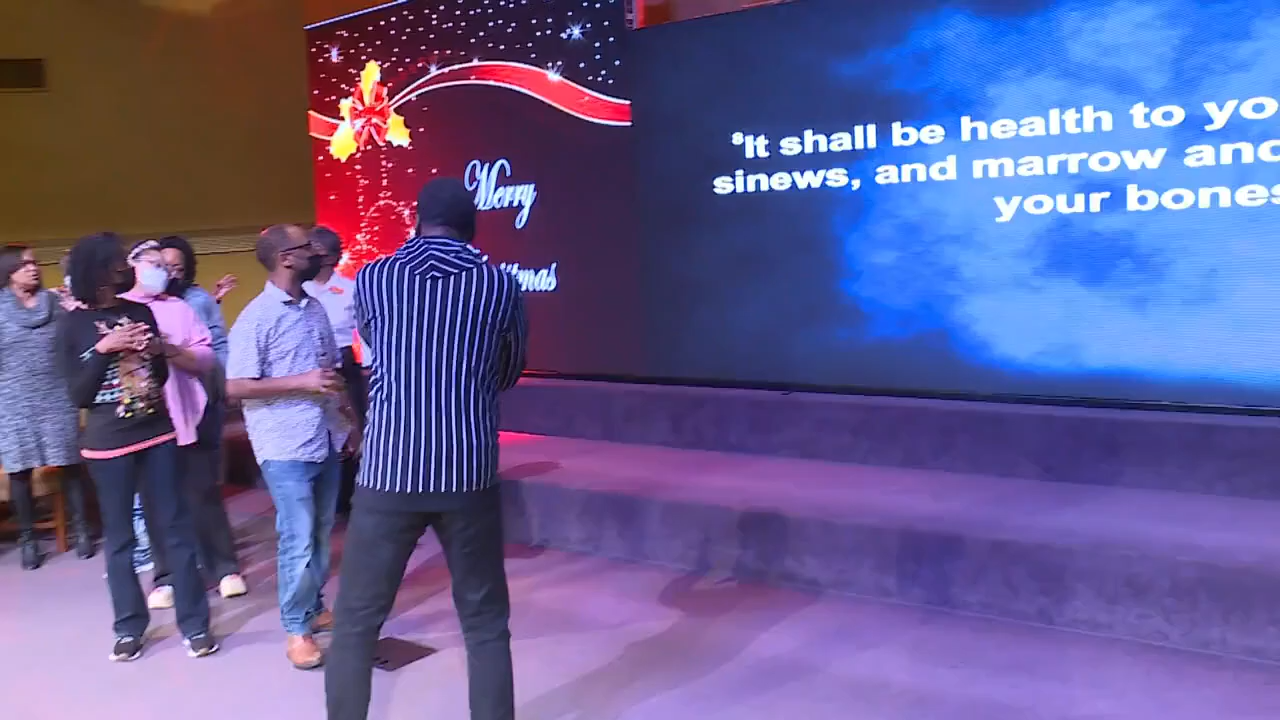 Merry
⁸It shall be health to yo
sinews, and marrow and
your bones